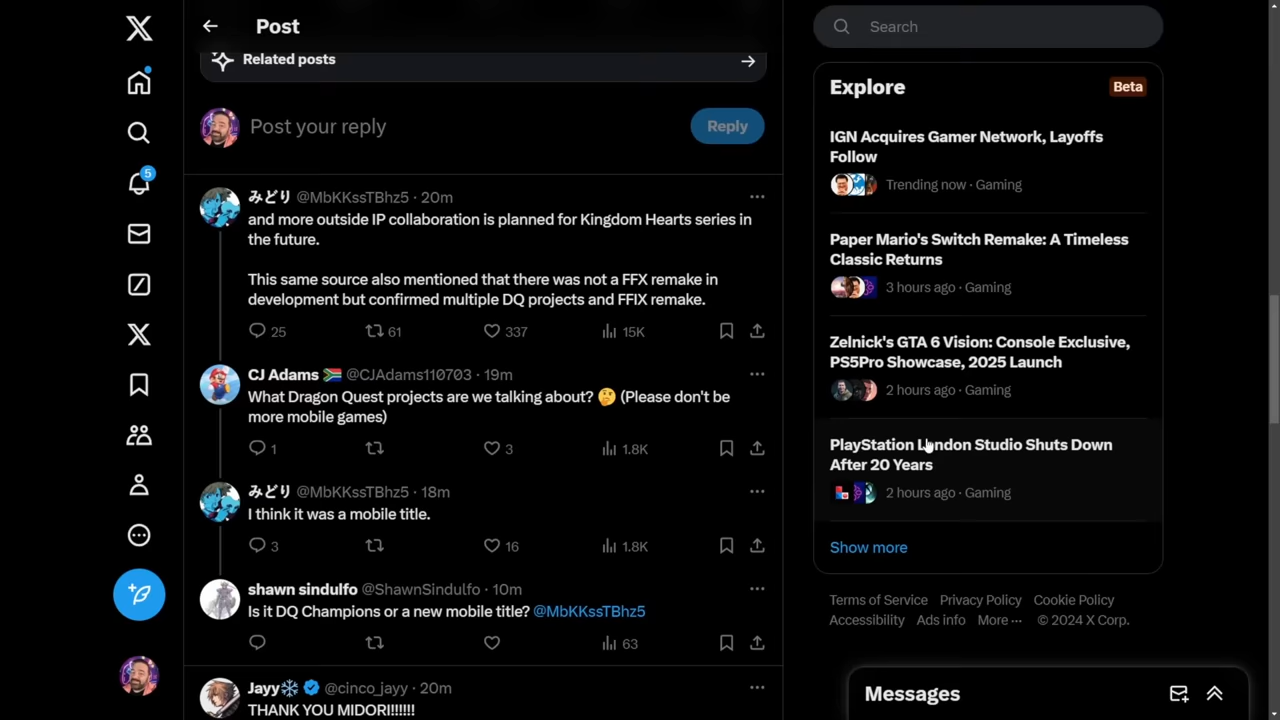 Post
Related posts
Post your reply
Reply
みどり @MbKKssTBhz5 · 20m
and more outside IP collaboration is planned for Kingdom Hearts series in
the future.
This same source also mentioned that there was not a FFX remake in
development but confirmed multiple DQ projects and FFIX remake.
25 61 337 15K
CJ Adams 🇿🇦 @CJAdams110703 · 19m
What Dragon Quest projects are we talking about? 🤔 (Please don't be
more mobile games)
1 3 1.8K
みどり @MbKKssTBhz5 · 18m
I think it was a mobile title.
3 16 1.8K
shawn sindulfo @ShawnSindulfo · 10m
Is it DQ Champions or a new mobile title? @MbKKssTBhz5
63
Jayy❄️ @cinco_jayy · 20m
THANK YOU MIDORI!!!!!!
5
Search
Explore
Beta
IGN Acquires Gamer Network, Layoffs
Follow
Trending now · Gaming
Paper Mario's Switch Remake: A Timeless
Classic Returns
3 hours ago · Gaming
Zelnick's GTA 6 Vision: Console Exclusive,
PS5Pro Showcase, 2025 Launch
2 hours ago · Gaming
PlayStation London Studio Shuts Down
After 20 Years
2 hours ago · Gaming
Show more
Terms of Service Privacy Policy Cookie Policy
Accessibility Ads info More ··· © 2024 X Corp.
Messages